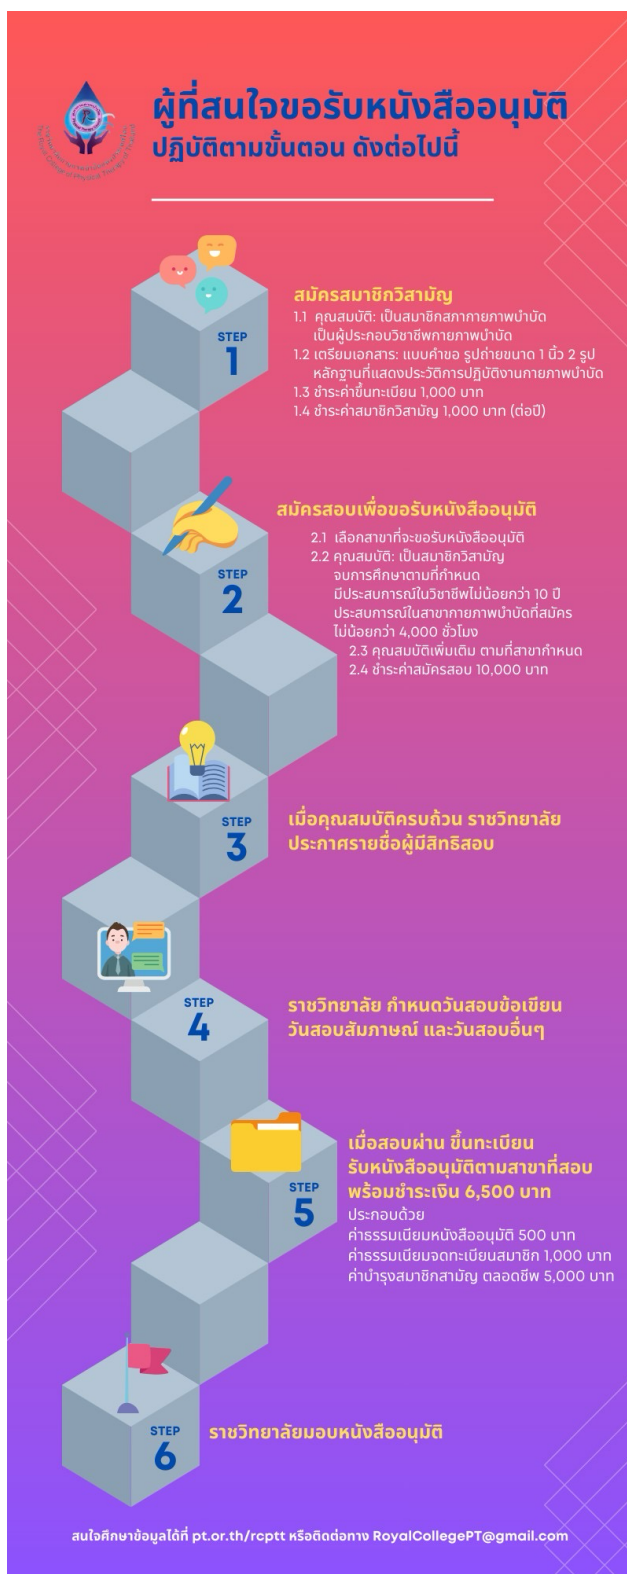 ผู้ที่สนใจขอรับหนังสืออนุมัติ
ปฏิบัติตามขั้นตอน ดังต่อไปนี้
STEP
1
สมัครสมาชิกวิสามัญ
1.1 คุณสมบัติ: เป็นสมาชิกสภากายภาพบำบัด
เป็นผู้ประกอบวิชาชีพกายภาพบำบัด
1.2 เตรียมเอกสาร: แบบคำขอ รูปถ่ายขนาด 1 นิ้ว 2 รูป
หลักฐานที่แสดงประวัติการปฏิบัติงานกายภาพบำบัด
1.3 ชำระค่าขึ้นทะเบียน 1,000 บาท
1.4 ชำระค่าสมาชิกวิสามัญ 1,000 บาท (ต่อปี)
STEP
2
สมัครสอบเพื่อขอรับหนังสืออนุมัติ
2.1 เลือกสาขาที่จะขอรับหนังสืออนุมัติ
2.2 คุณสมบัติ: เป็นสมาชิกวิสามัญ
จบการศึกษาตามที่กำหนด
มีประสบการณ์ในวิชาชีพไม่น้อยกว่า 10 ปี
ประสบการณ์ในสาขากายภาพบำบัดที่สมัคร
ไม่น้อยกว่า 4,000 ชั่วโมง
2.3 คุณสมบัติเพิ่มเติม ตามที่สาขากำหนด
2.4 ชำระค่าสมัครสอบ 10,000 บาท
STEP
3
เมื่อคุณสมบัติครบถ้วน ราชวิทยาลัย
ประกาศรายชื่อผู้มีสิทธิสอบ
STEP
4
ราชวิทยาลัย กำหนดวันสอบข้อเขียน
วันสอบสัมภาษณ์ และวันสอบอื่นๆ
STEP
5
เมื่อสอบผ่าน ขึ้นทะเบียน
รับหนังสืออนุมัติตามสาขาที่สอบ
พร้อมชำระเงิน 6,500 บาท
ประกอบด้วย
ค่าธรรมเนียมหนังสืออนุมัติ 500 บาท
ค่าธรรมเนียมจดทะเบียนสมาชิก 1,000 บาท
ค่าบำรุงสมาชิกสามัญ ตลอดชีพ 5,000 บาท
STEP
6
ราชวิทยาลัยมอบหนังสืออนุมัติ
สนใจศึกษาข้อมูลได้ที่ pt.or.th/rcptt หรือติดต่อทาง RoyalCollegePT@gmail.com